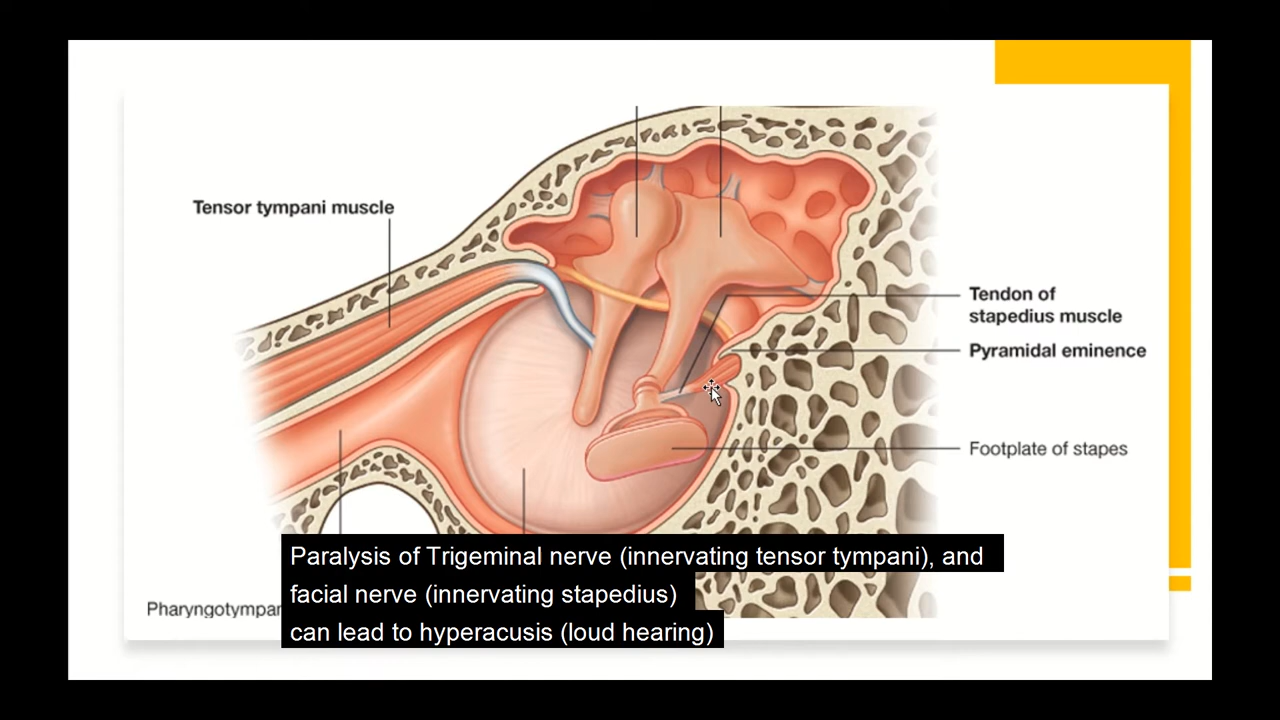 Tensor tympani muscle
Tendon of
stapedius muscle
Pyramidal eminence
Footplate of stapes
Paralysis of Trigeminal nerve (innervating tensor tympani), and
facial nerve (innervating stapedius)
can lead to hyperacusis (loud hearing)